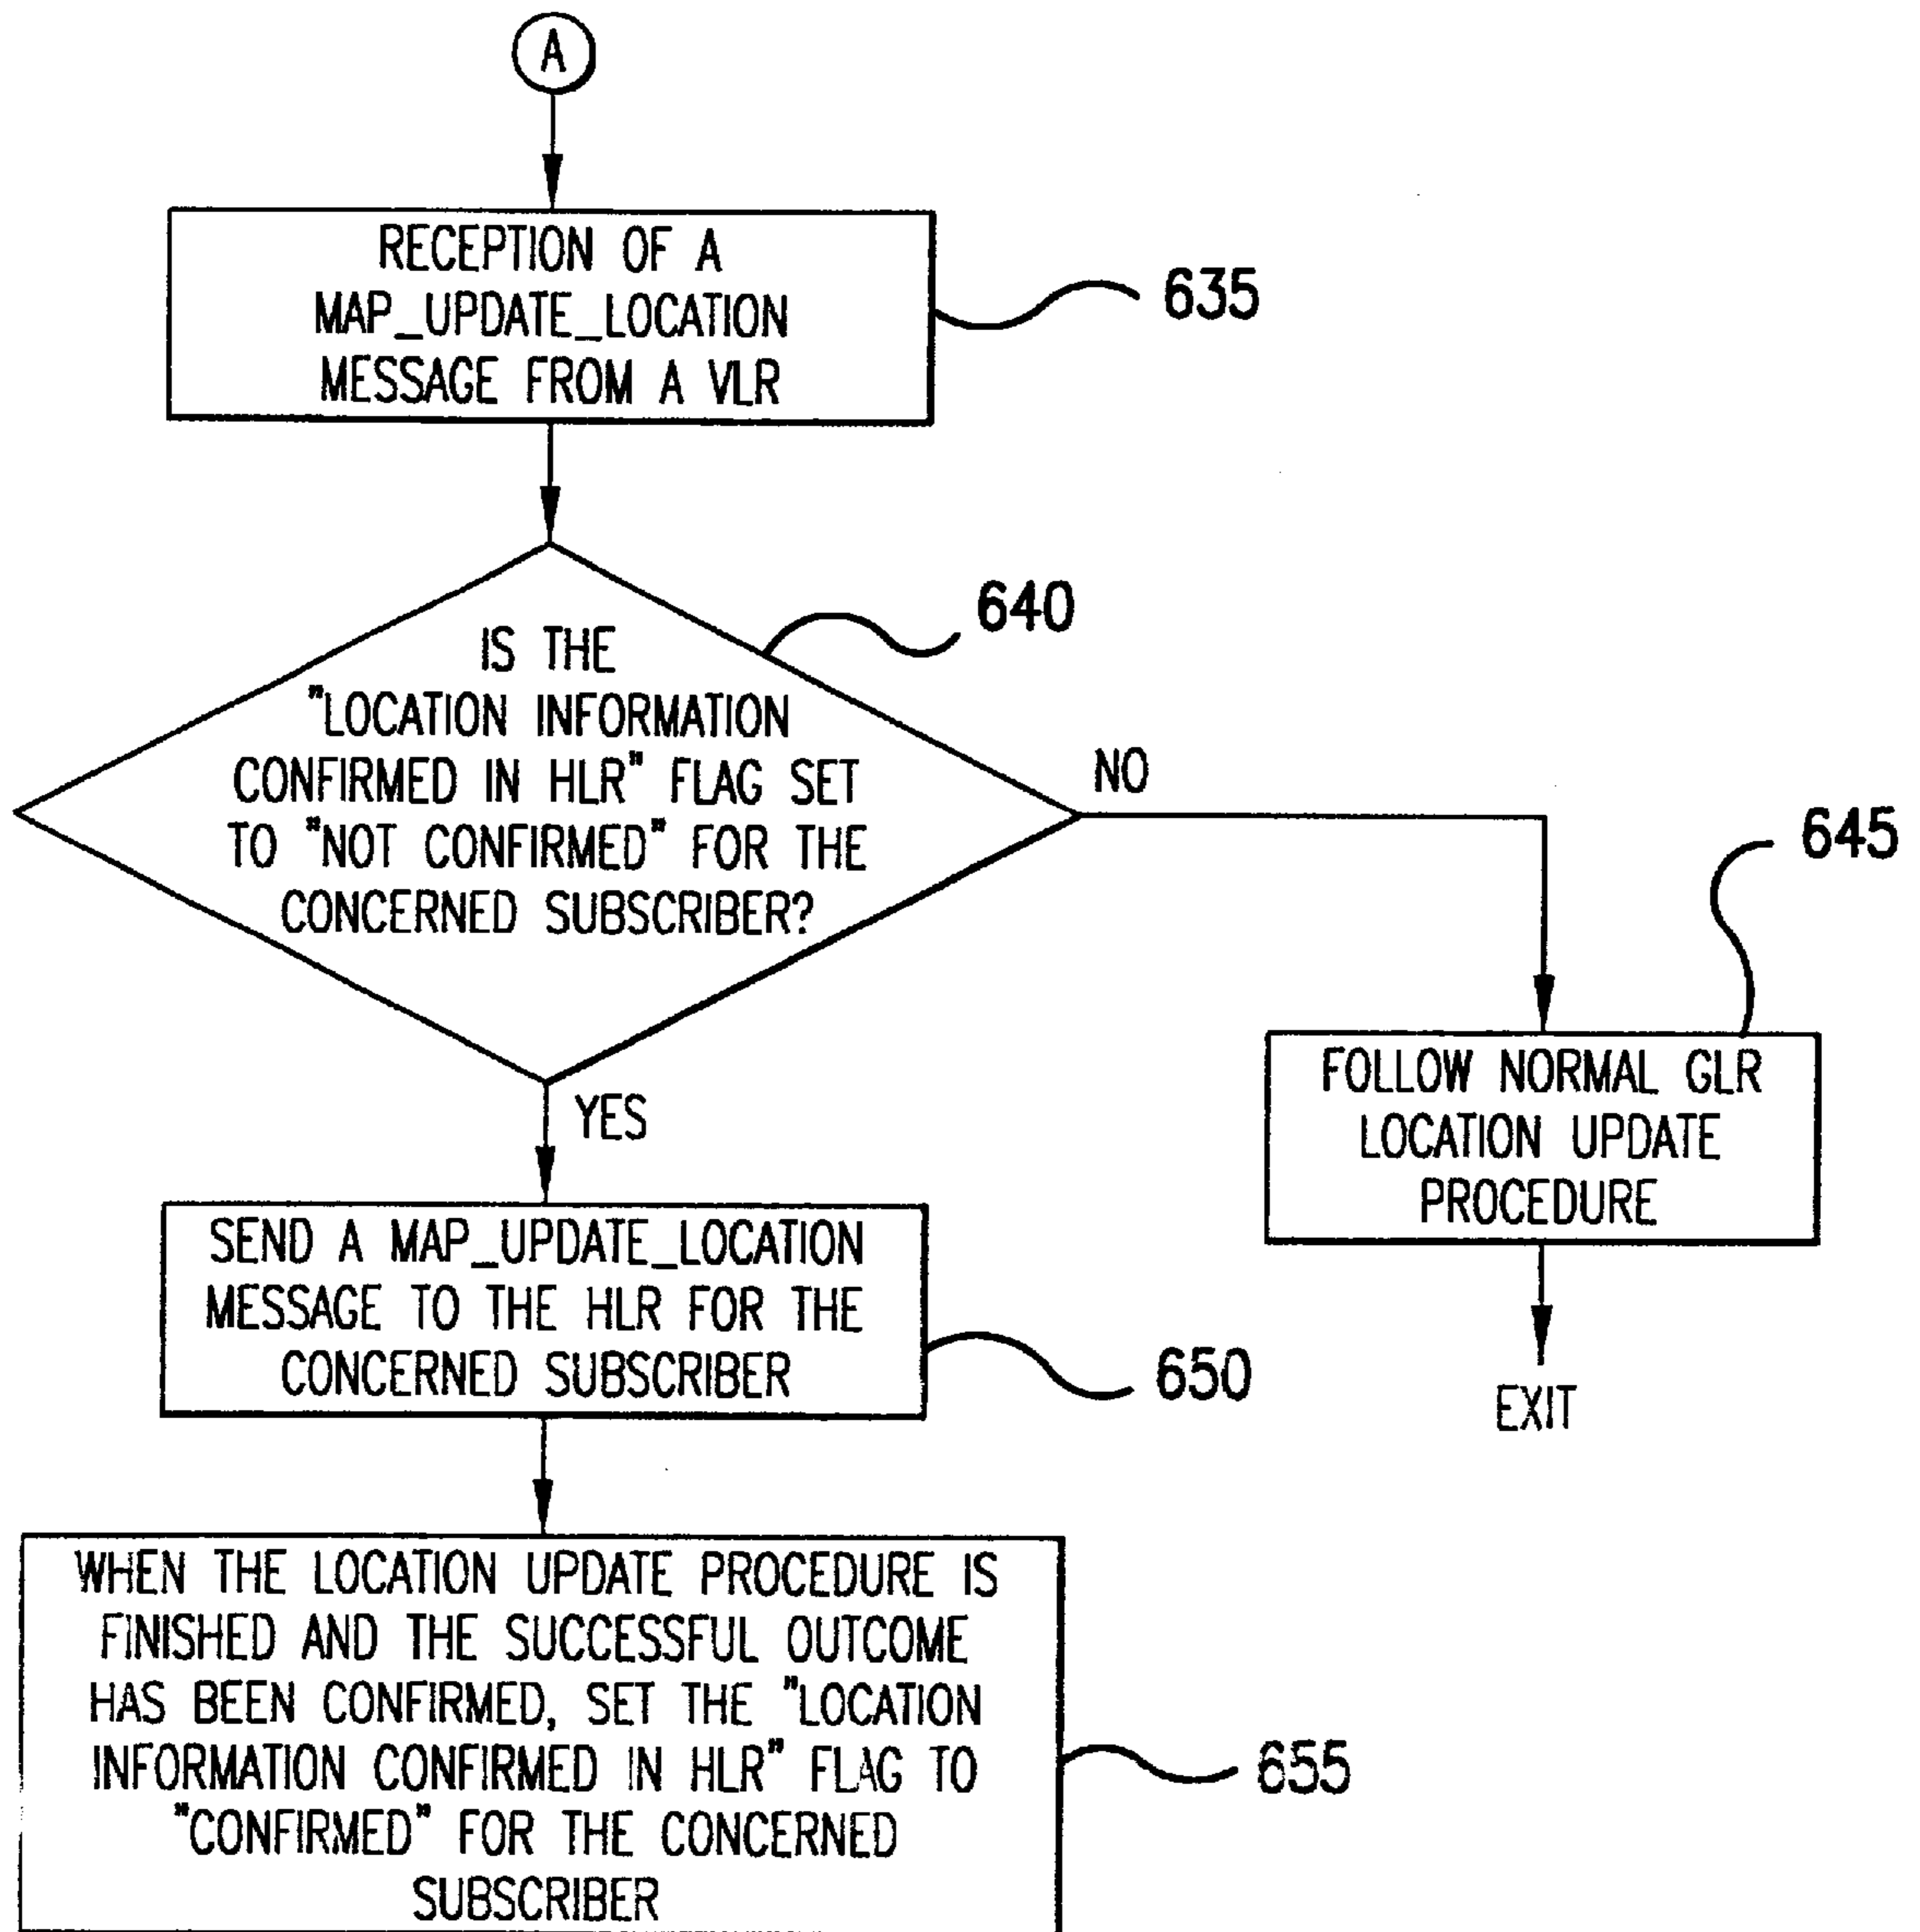 A
RECEPTION OF A
MAP_UPDATE_LOCATION
MESSAGE FROM A VLR
635
IS THE
"LOCATION INFORMATION
CONFIRMED IN HLR" FLAG SET
TO "NOT CONFIRMED" FOR THE
CONCERNED SUBSCRIBER?
640
NO
645
FOLLOW NORMAL GLR
LOCATION UPDATE
PROCEDURE
EXIT
YES
SEND A MAP_UPDATE_LOCATION
MESSAGE TO THE HLR FOR THE
CONCERNED SUBSCRIBER
650
WHEN THE LOCATION UPDATE PROCEDURE IS
FINISHED AND THE SUCCESSFUL OUTCOME
HAS BEEN CONFIRMED, SET THE "LOCATION
INFORMATION CONFIRMED IN HLR" FLAG TO
"CONFIRMED" FOR THE CONCERNED
SUBSCRIBER
655